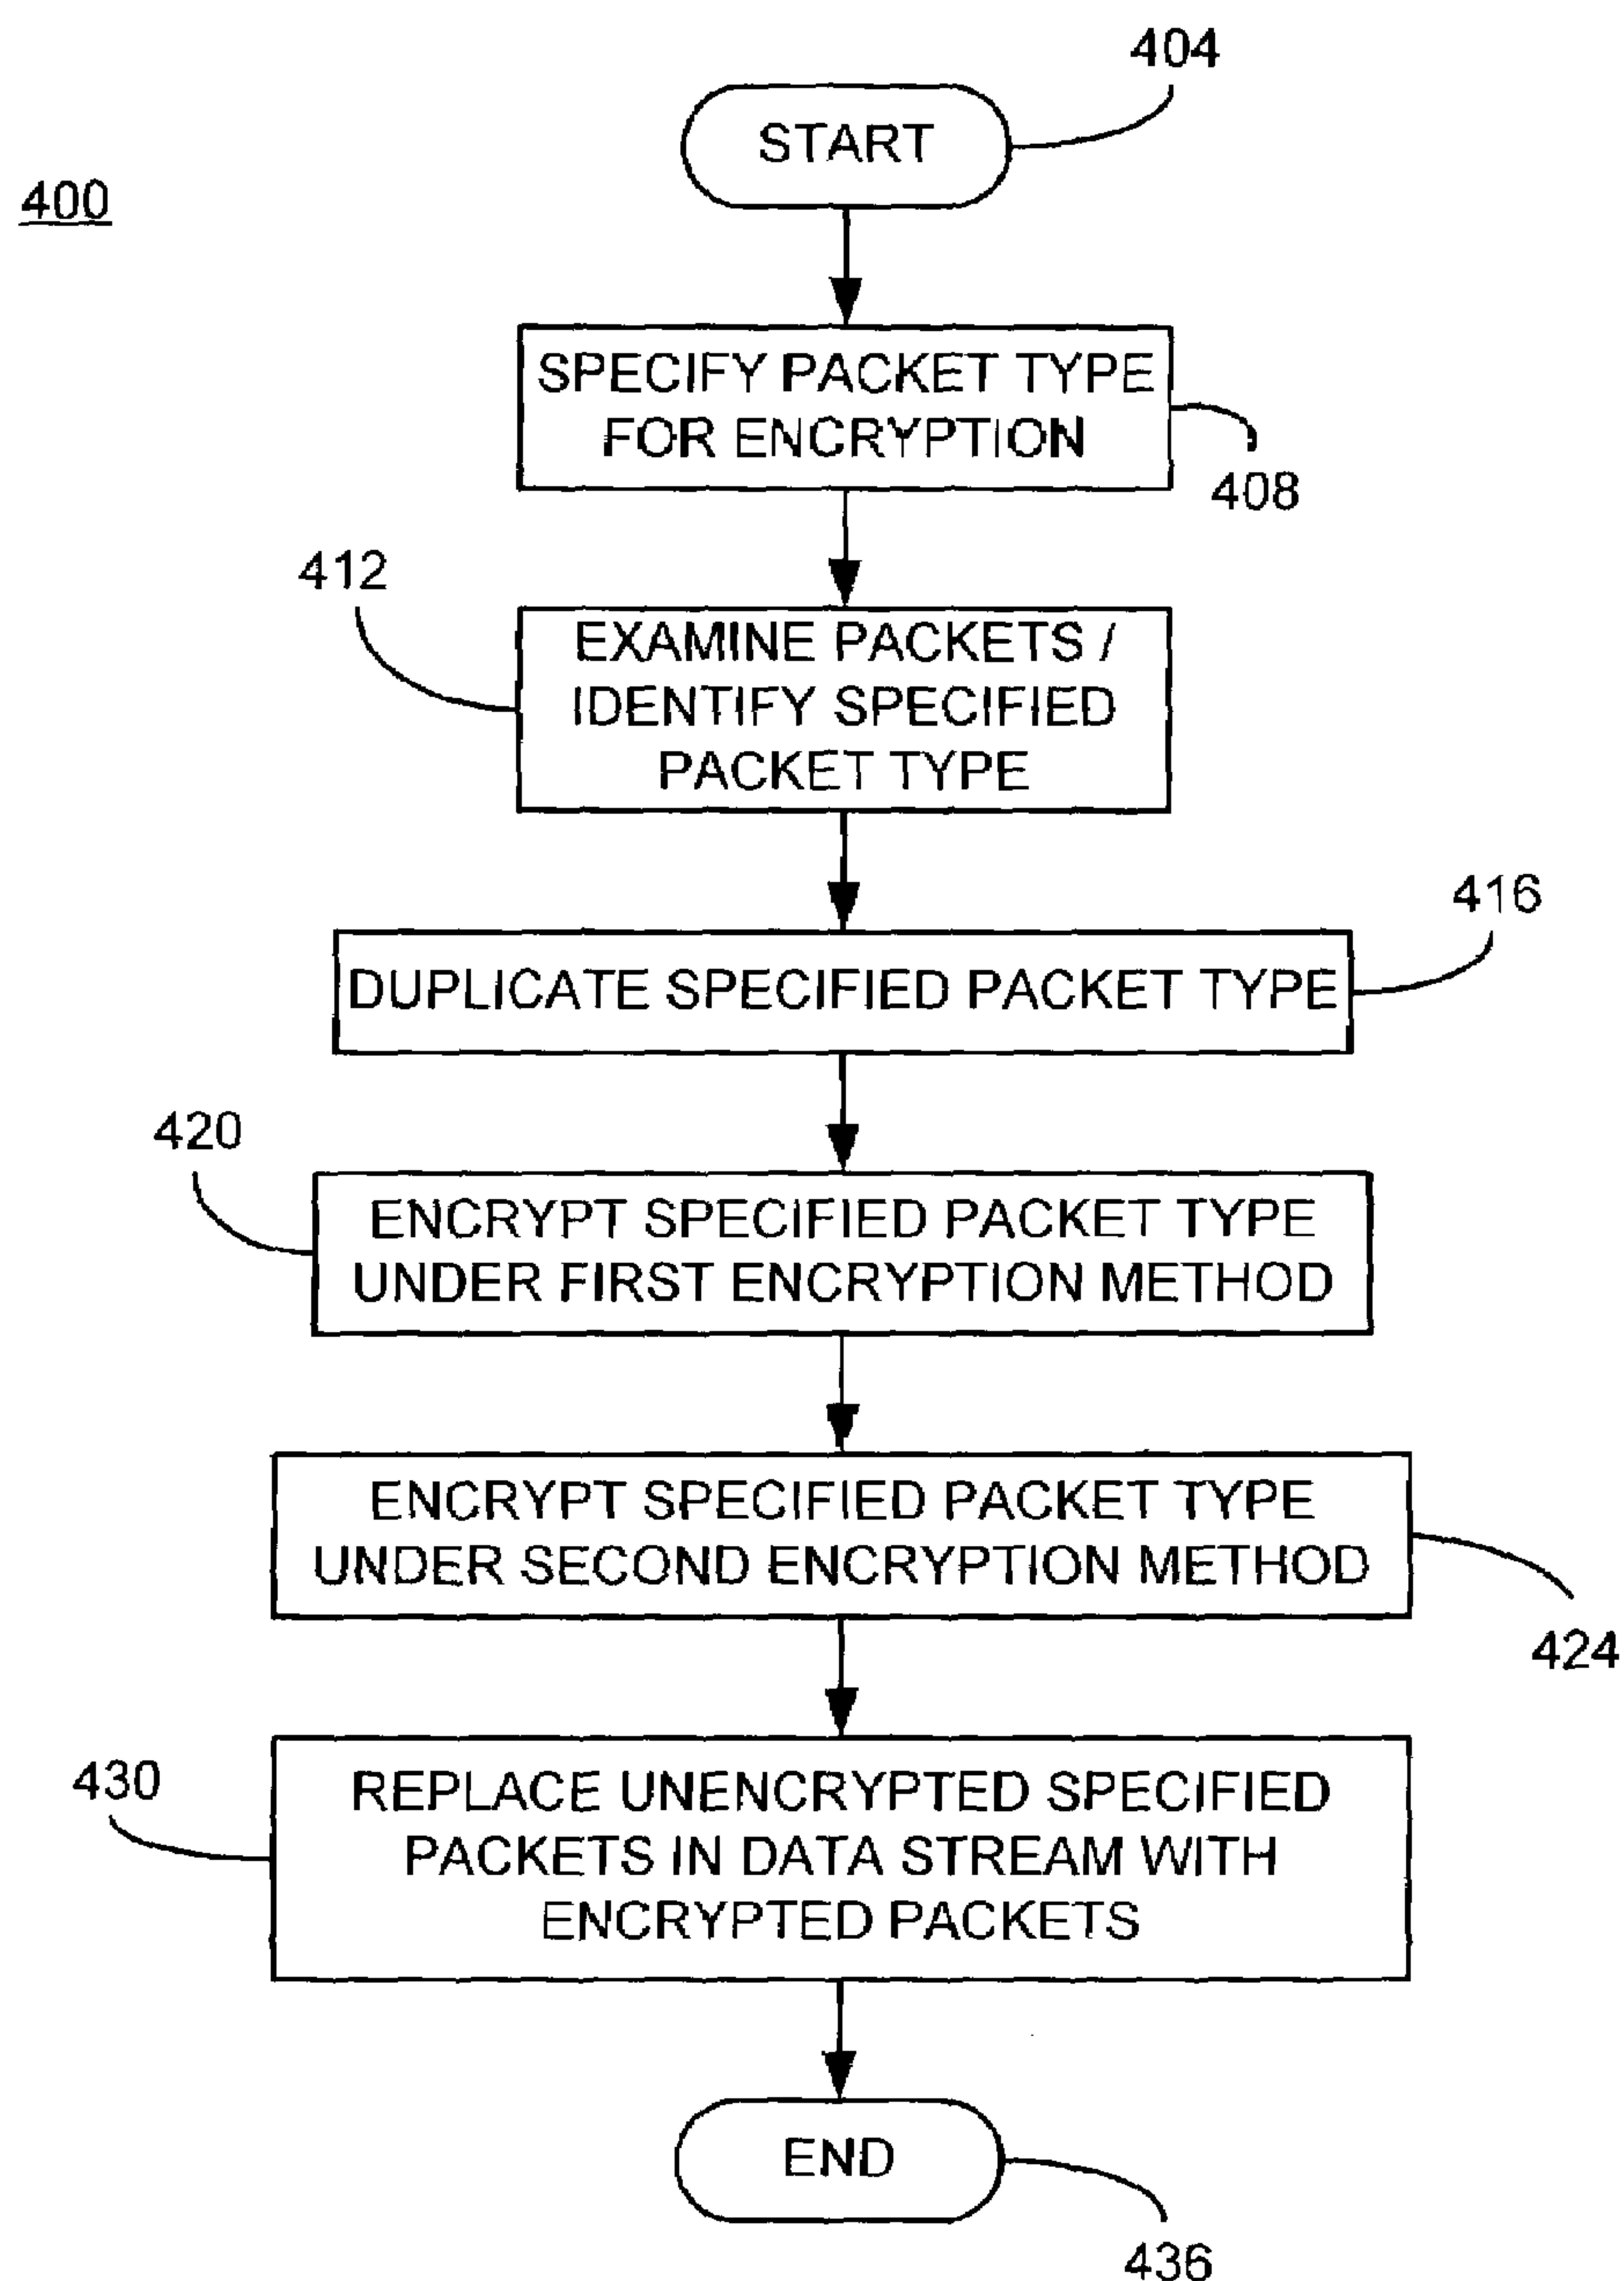 404
START
400
SPECIFY PACKET TYPE
FOR ENCRYPTION
408
412
EXAMINE PACKETS /
IDENTIFY SPECIFIED
PACKET TYPE
416
DUPLICATE SPECIFIED PACKET TYPE
420
ENCRYPT SPECIFIED PACKET TYPE
UNDER FIRST ENCRYPTION METHOD
ENCRYPT SPECIFIED PACKET TYPE
UNDER SECOND ENCRYPTION METHOD
424
430
REPLACE UNENCRYPTED SPECIFIED
PACKETS IN DATA STREAM WITH
ENCRYPTED PACKETS
END
436